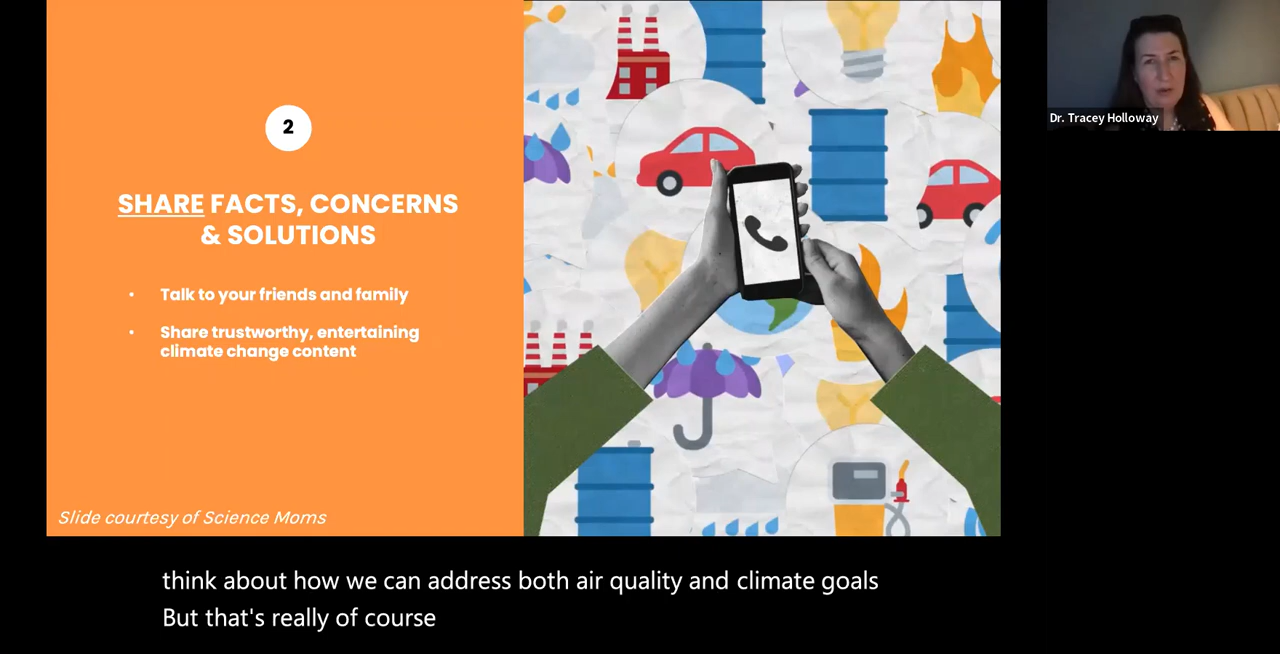 2
SHARE FACTS, CONCERNS
& SOLUTIONS
• Talk to your friends and family
• Share trustworthy, entertaining
climate change content
Slide courtesy of Science Moms
Dr. Tracey Holloway
think about how we can address both air quality and climate goals
But that's really of course